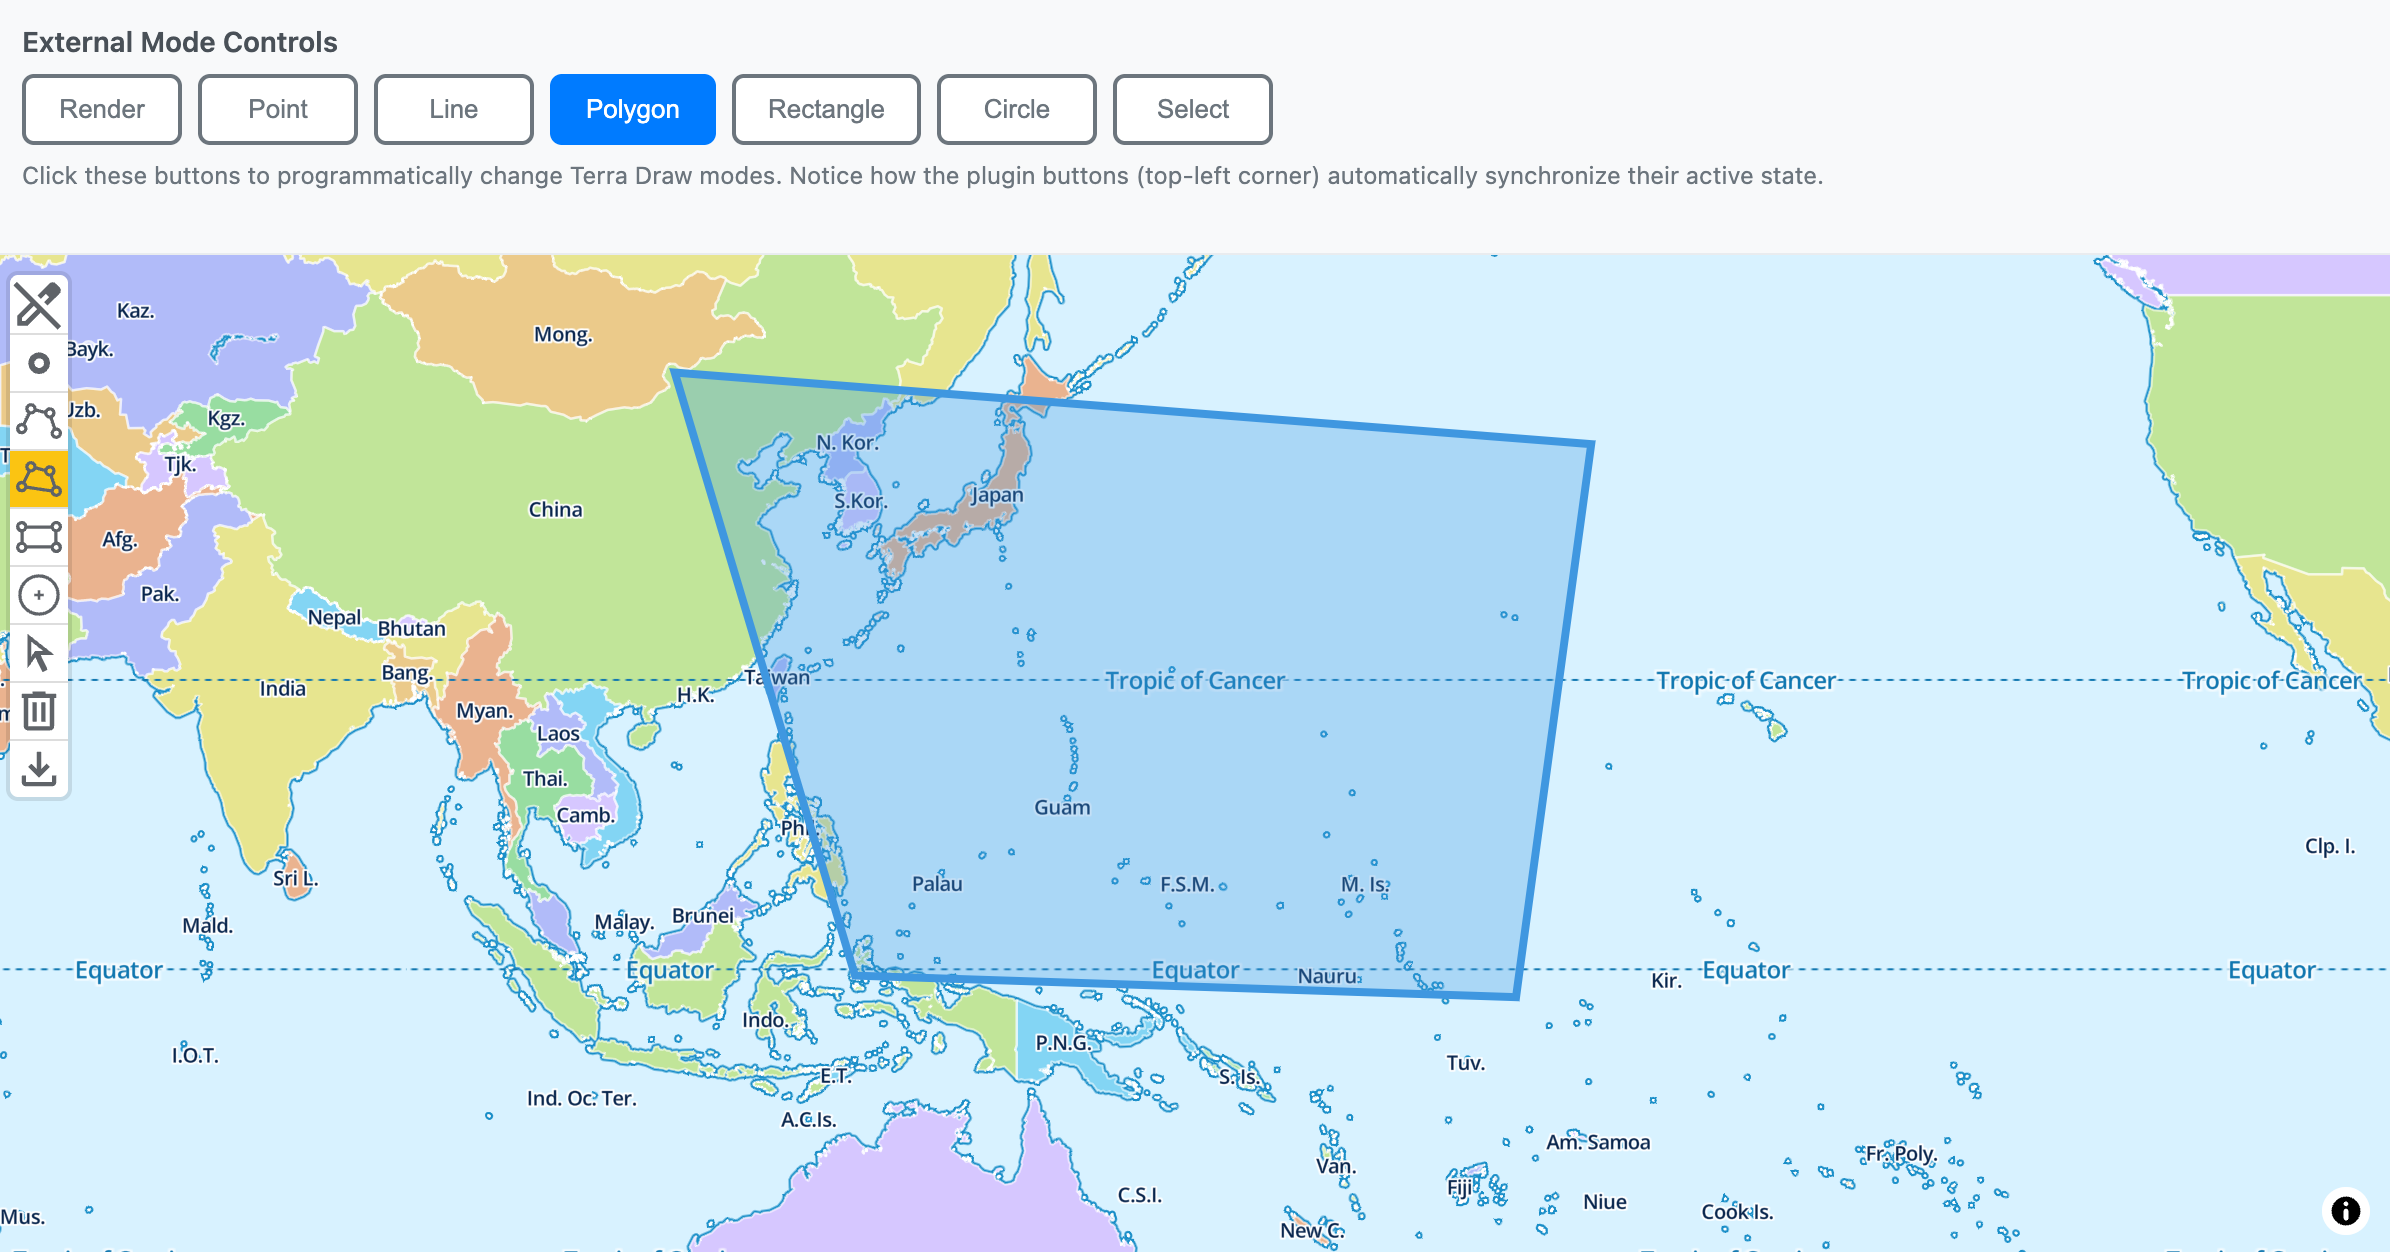 External Mode Controls
Render Point Line Polygon Rectangle Circle Select
Click these buttons to programmatically change Terra Draw modes. Notice how the plugin buttons (top-left corner) automatically synchronize their active state.
Kaz.
Mong.
Bayk.
Uzb.
Kgz.
N. Kor.
Tjk.
Japan
S.Kor.
China
Afg.
Pak.
Nepal
Bhutan
Bang.
Taiwan
Tropic of Cancer Tropic of Cancer Tropic of Cancer
India
H.K.
Myan.
Laos
Thai.
Guam
Camb.
Phil.
Clp. I.
Sri L.
Palau
F.S.M.
M. Is.
Brunei
Malay.
Mald.
Equator Equator Equator Equator Equator
Nauru
Kir.
Indo.
P.N.G.
I.O.T.
Tuv.
E.T.
S. Is.
Ind. Oc. Ter.
A.C.Is.
Am. Samoa
Fr. Poly.
Van.
Fiji
C.S.I.
Niue
Cook Is.
Mus.
New C.